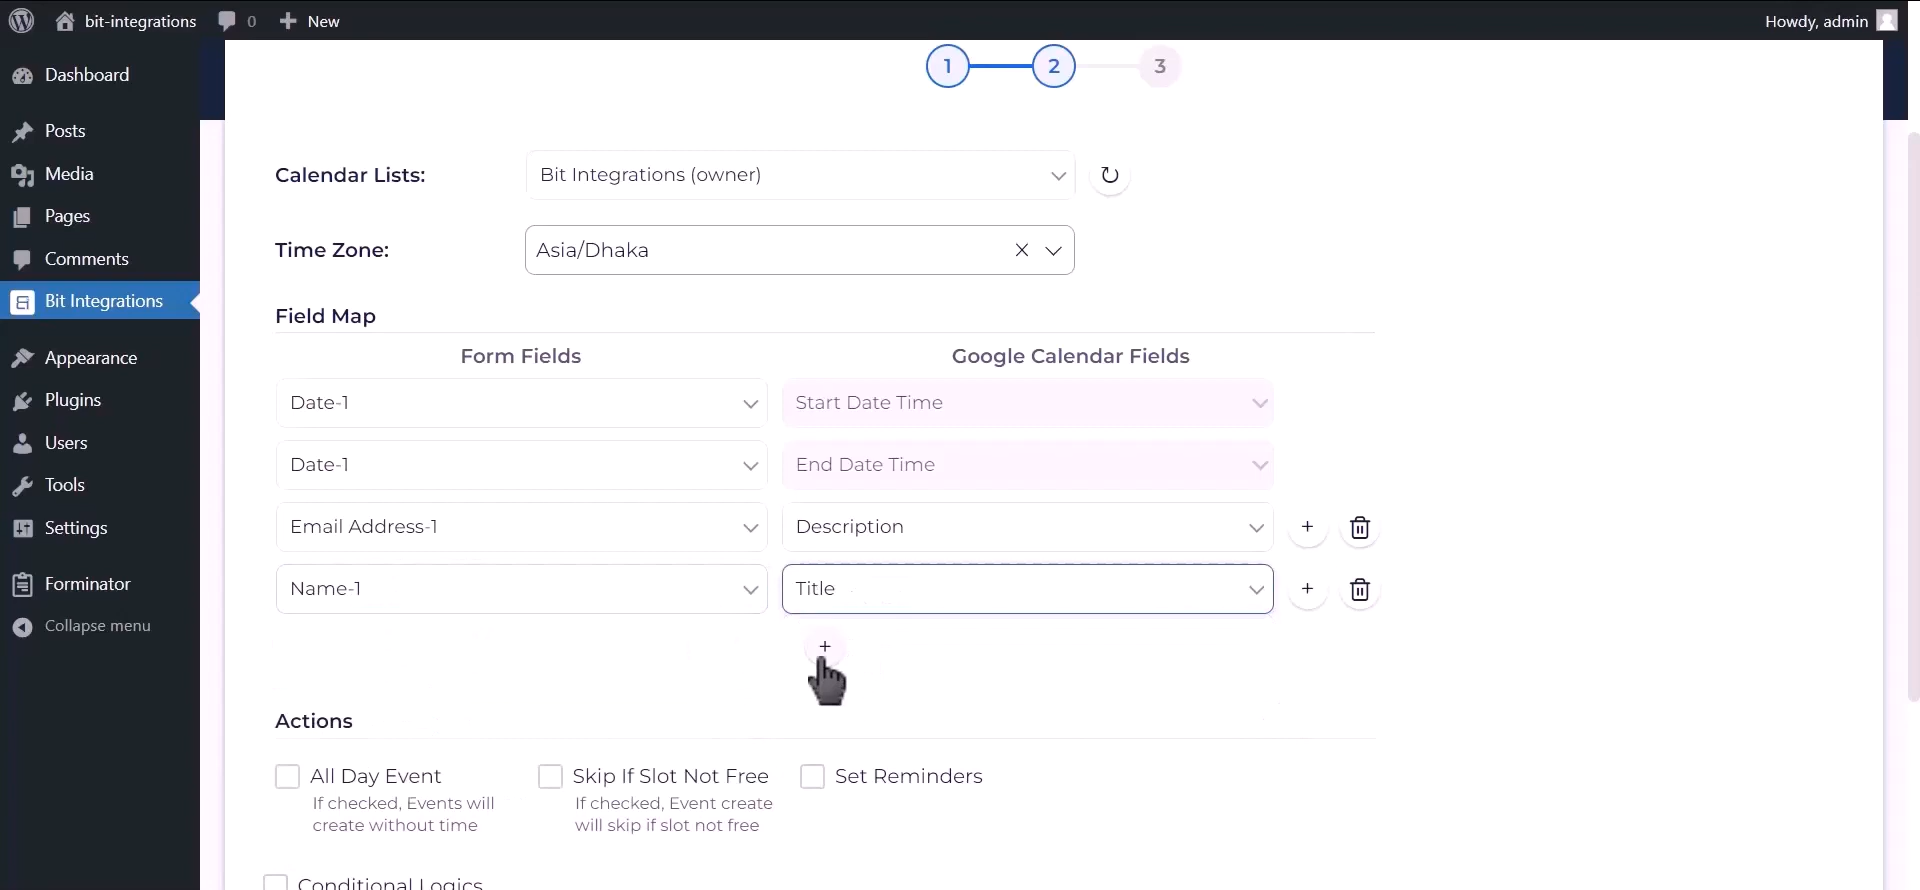 bit-integrations
0
+ New
Howdy, admin
Dashboard
Posts
Media
Pages
Comments
Bit Integrations
Appearance
Plugins
Users
Tools
Settings
Forminator
Collapse menu
1
2
3
Calendar Lists:
Bit Integrations (owner)
Time Zone:
Asia/Dhaka
Field Map
Form Fields
Google Calendar Fields
Date-1
Start Date Time
Date-1
End Date Time
Email Address-1
Description
+
Name-1
Title
+
+
Actions
All Day Event
If checked, Events will
create without time
Skip If Slot Not Free
If checked, Event create
will skip if slot not free
Set Reminders
Conditional Logics